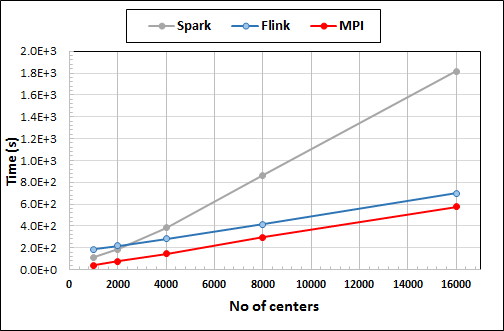 Spark Flink MPI
2.0E+3
1.8E+3
1.6E+3
1.4E+3
1.2E+3
1.0E+3
8.0E+2
6.0E+2
4.0E+2
2.0E+2
0.0E+0
Time (s)
0 2000 4000 6000 8000 10000 12000 14000 16000
No of centers